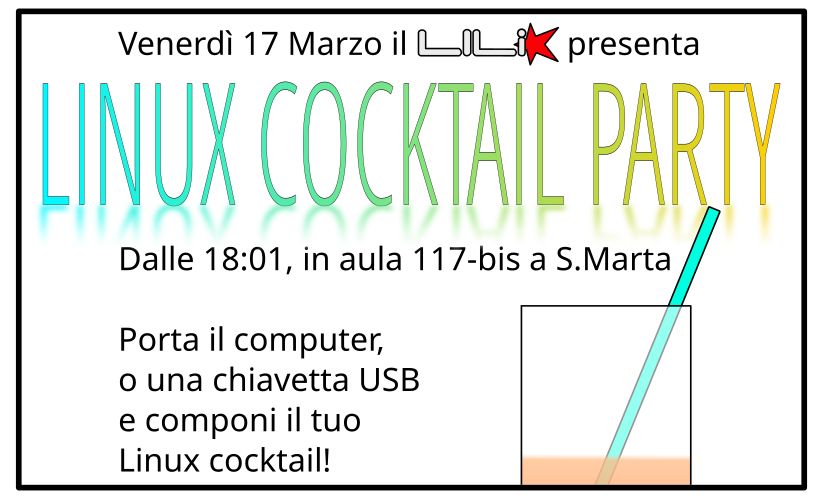 Venerdì 17 Marzo il LILiK presenta
LINUX COCKTAIL PARTY
Dalle 18:01, in aula 117-bis a S.Marta
Porta il computer,
o una chiavetta USB
e componi il tuo
Linux cocktail!